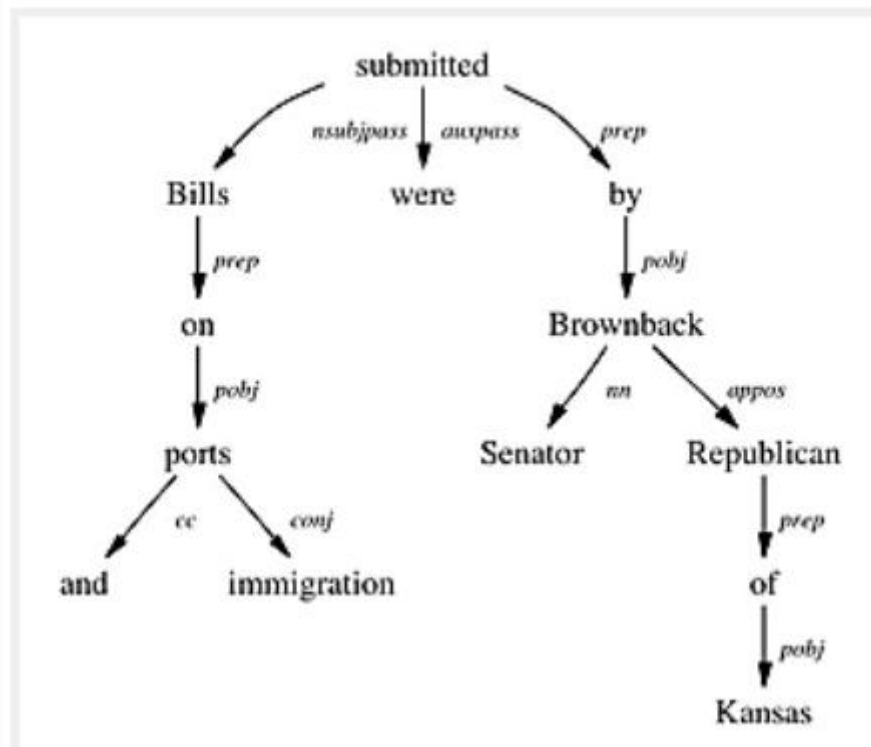 submitted
nsubjpass auxpass prep
Bills were by
prep pobj
on Brownback
pobj nn appos
ports Senator Republican
cc conj prep
and immigration of
pobj
Kansas